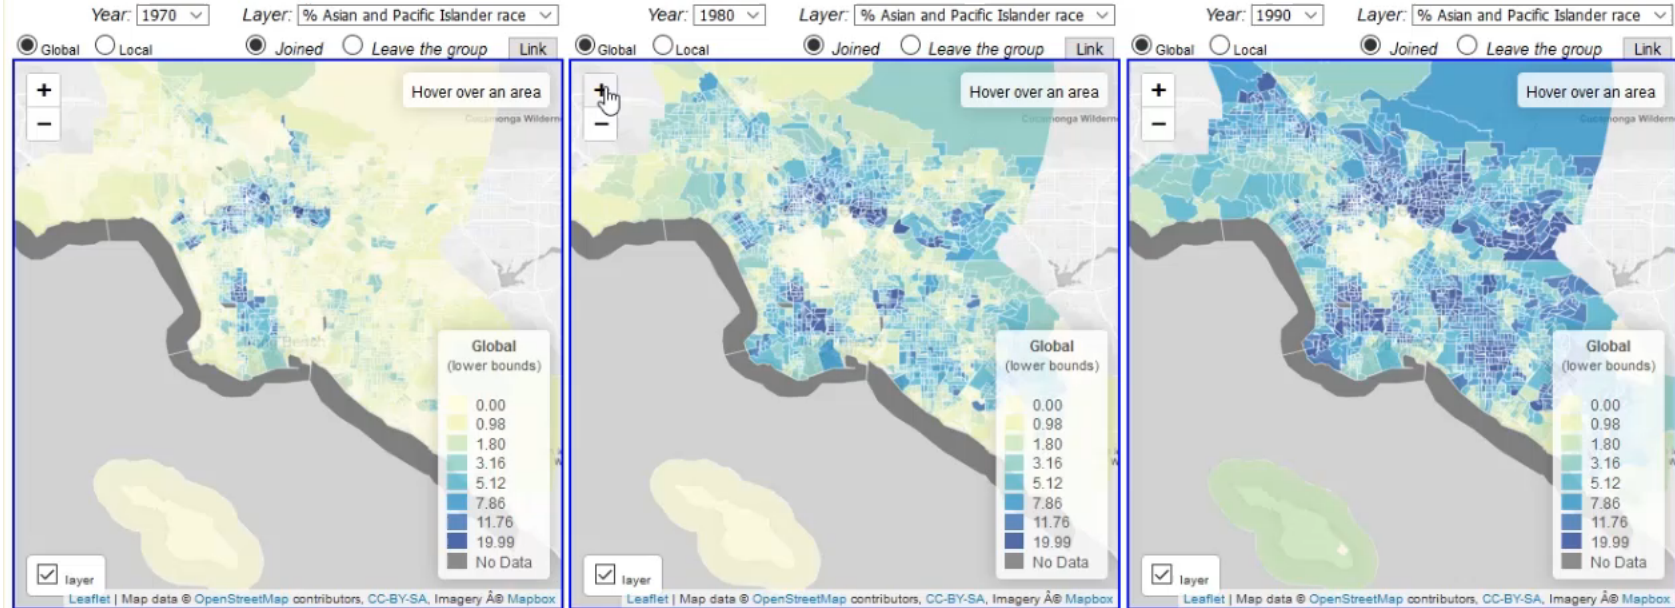 Year: 1970 Layer: % Asian and Pacific Islander race
Global Local Joined Leave the group Link
+
Hover over an area
−
Global
(lower bounds)
0.00
0.98
1.80
3.16
5.12
7.86
11.76
19.99
No Data
layer
Leaflet | Map data © OpenStreetMap contributors, CC-BY-SA, Imagery Â© Mapbox
Year: 1980 Layer: % Asian and Pacific Islander race
Global Local Joined Leave the group Link
+
Hover over an area
−
Global
(lower bounds)
0.00
0.98
1.80
3.16
5.12
7.86
11.76
19.99
No Data
layer
Leaflet | Map data © OpenStreetMap contributors, CC-BY-SA, Imagery Â© Mapbox
Year: 1990 Layer: % Asian and Pacific Islander race
Global Local Joined Leave the group Link
+
Hover over an area
−
Global
(lower bounds)
0.00
0.98
1.80
3.16
5.12
7.86
11.76
19.99
No Data
layer
Leaflet | Map data © OpenStreetMap contributors, CC-BY-SA, Imagery Â© Mapbox